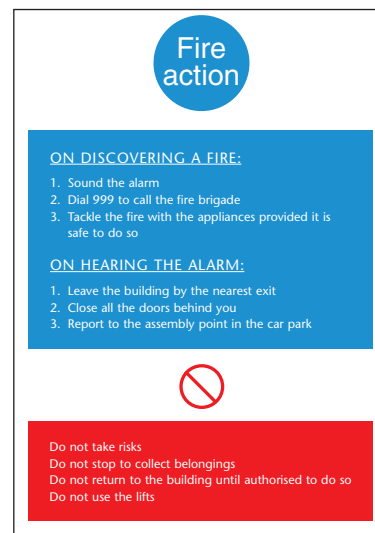 Fire
action
ON DISCOVERING A FIRE:
1. Sound the alarm
2. Dial 999 to call the fire brigade
3. Tackle the fire with the appliances provided it is
safe to do so
ON HEARING THE ALARM:
1. Leave the building by the nearest exit
2. Close all the doors behind you
3. Report to the assembly point in the car park
Do not take risks
Do not stop to collect belongings
Do not return to the building until authorised to do so
Do not use the lifts